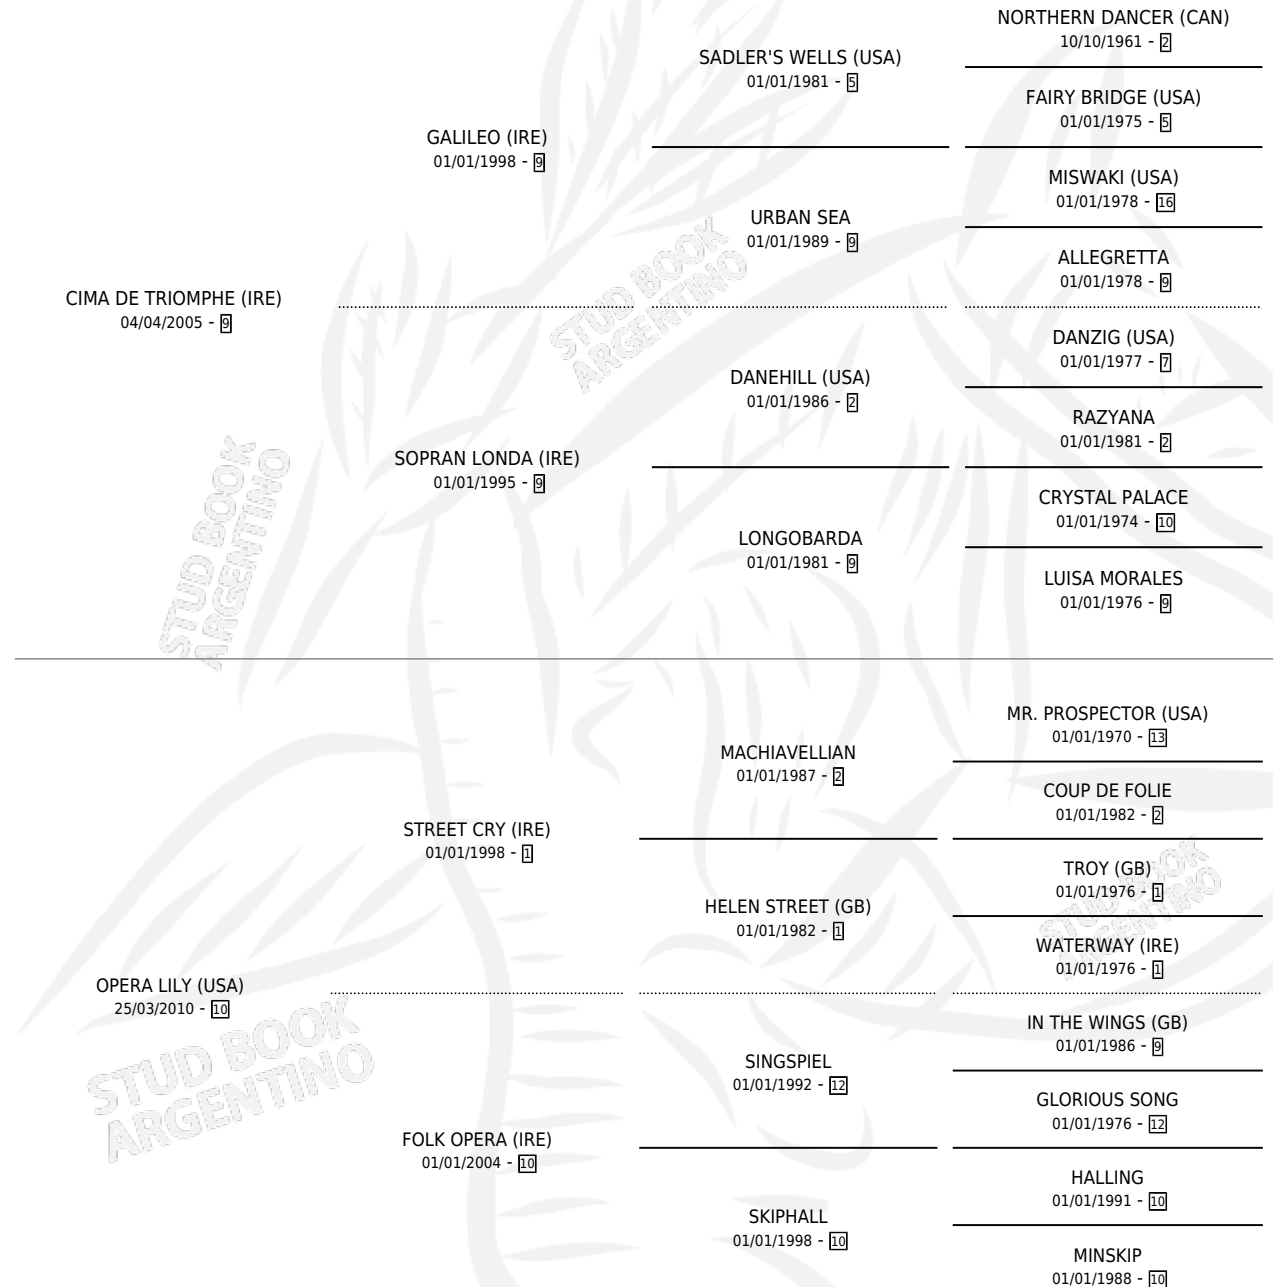 NORTHERN DANCER (CAN)
10/10/1961 - 2
SADLER'S WELLS (USA)
01/01/1981 - 5
FAIRY BRIDGE (USA)
01/01/1975 - 5
GALILEO (IRE)
01/01/1998 - 9
MISWAKI (USA)
01/01/1978 - 16
URBAN SEA
01/01/1989 - 9
ALLEGRETTA
01/01/1978 - 9
CIMA DE TRIOMPHE (IRE)
04/04/2005 - 9
STUD BOOK
ARGENTINO
DANZIG (USA)
01/01/1977 - 7
DANEHILL (USA)
01/01/1986 - 2
RAZYANA
01/01/1981 - 2
SOPRAN LONDA (IRE)
01/01/1995 - 9
CRYSTAL PALACE
01/01/1974 - 10
LONGOBARDA
01/01/1981 - 9
LUISA MORALES
01/01/1976 - 9
STUD BOOK
ARGENTINO
MR. PROSPECTOR (USA)
01/01/1970 - 13
MACHIAVELLIAN
01/01/1987 - 2
COUP DE FOLIE
01/01/1982 - 2
STREET CRY (IRE)
01/01/1998 - 1
TROY (GB)
01/01/1976 - 1
HELEN STREET (GB)
01/01/1982 - 1
WATERWAY (IRE)
01/01/1976 - 1
STUD BOOK
ARGENTINO
OPERA LILY (USA)
25/03/2010 - 10
IN THE WINGS (GB)
01/01/1986 - 9
SINGSPIEL
01/01/1992 - 12
GLORIOUS SONG
01/01/1976 - 12
STUD BOOK
ARGENTINO
FOLK OPERA (IRE)
01/01/2004 - 10
HALLING
01/01/1991 - 10
SKIPHALL
01/01/1998 - 10
MINSKIP
01/01/1988 - 10